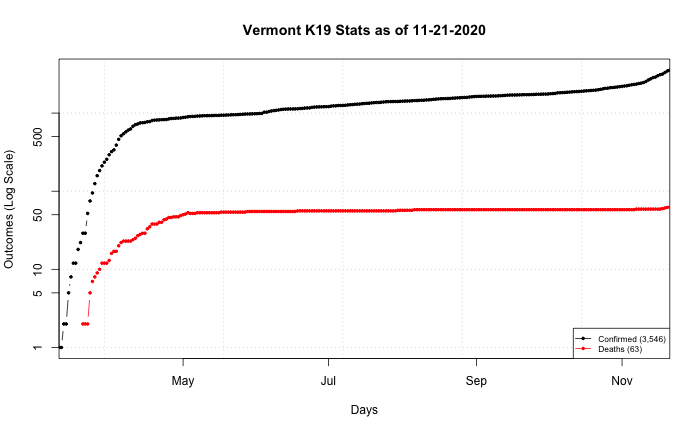 Vermont K19 Stats as of 11-21-2020
Outcomes (Log Scale)
500
50
10
5
1
Confirmed (3,546)
Deaths (63)
May Jul Sep Nov
Days